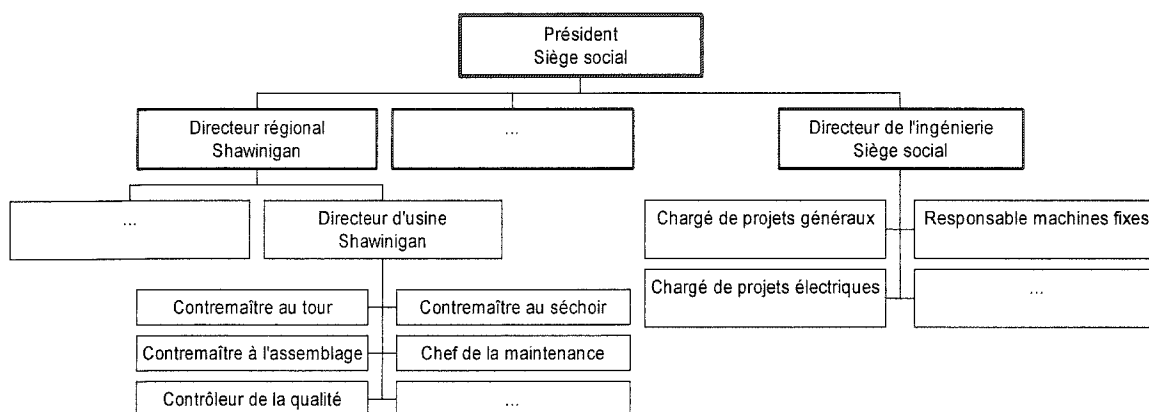 Président
Siège social
Directeur régional
Shawinigan
...
Directeur de l'ingénierie
Siège social
...
Directeur d'usine
Shawinigan
Chargé de projets généraux
Responsable machines fixes
Chargé de projets électriques
...
Contremaître au tour
Contremaître au séchoir
Contremaître à l'assemblage
Chef de la maintenance
Contrôleur de la qualité
...